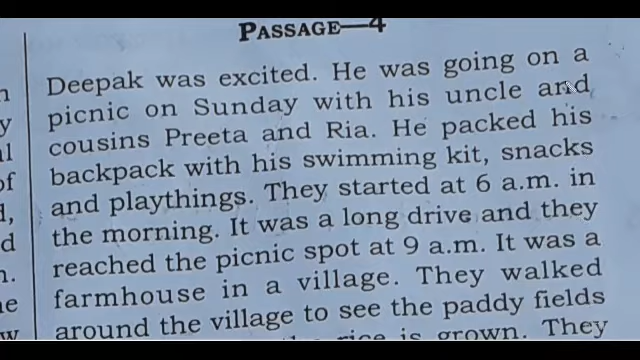 PASSAGE—4
Deepak was excited. He was going on a
picnic on Sunday with his uncle and
cousins Preeta and Ria. He packed his
backpack with his swimming kit, snacks
and playthings. They started at 6 a.m. in
the morning. It was a long drive and they
reached the picnic spot at 9 a.m. It was a
farmhouse in a village. They walked
around the village to see the paddy fields
rice is grown. They